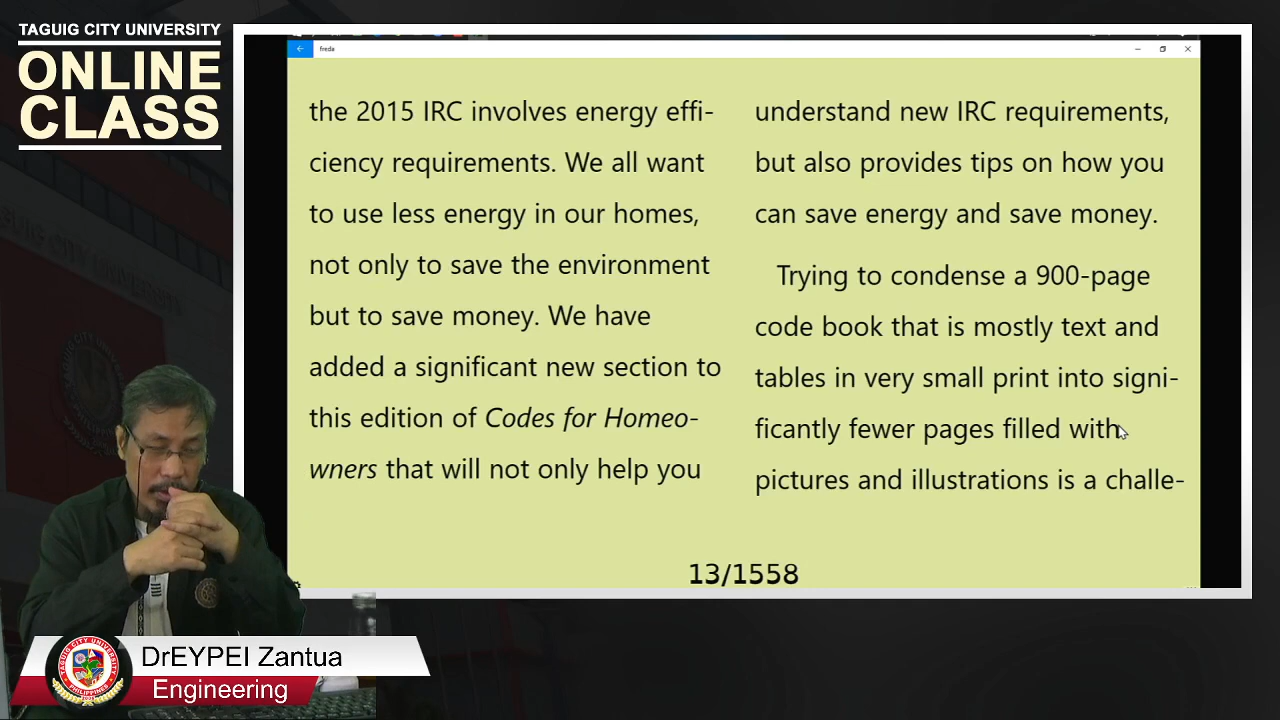 TAGUIG CITY UNIVERSITY
ONLINE
CLASS
freda
the 2015 IRC involves energy effi-
ciency requirements. We all want
to use less energy in our homes,
not only to save the environment
but to save money. We have
added a significant new section to
this edition of Codes for Homeo-
wners that will not only help you
understand new IRC requirements,
but also provides tips on how you
can save energy and save money.
Trying to condense a 900-page
code book that is mostly text and
tables in very small print into signi-
ficantly fewer pages filled with
pictures and illustrations is a challe-
13/1558
DrEYPEI Zantua
Engineering